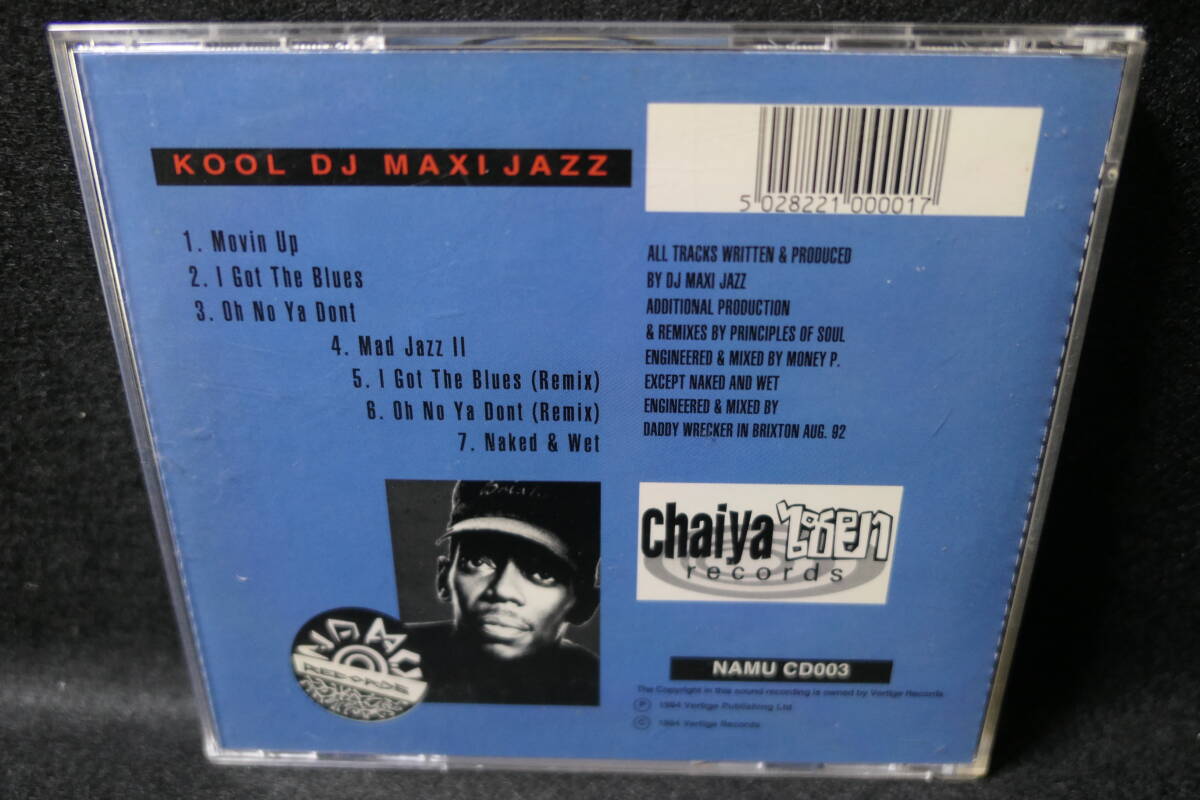 KOOL DJ MAXI JAZZ
1. Movin Up
2. I Got The Blues
3. Oh No Ya Dont
4. Mad Jazz II
5. I Got The Blues (Remix)
6. Oh No Ya Dont (Remix)
7. Naked & Wet
5 028221 000017
ALL TRACKS WRITTEN & PRODUCED
BY DJ MAXI JAZZ
ADDITIONAL PRODUCTION
& REMIXES BY PRINCIPLES OF SOUL
ENGINEERED & MIXED BY MONEY P.
EXCEPT NAKED AND WET
ENGINEERED & MIXED BY
DADDY WRECKER IN BRIXTON AUG. 92
NAMU
RECORDS
chaiya
records
NAMU CD003
The Copyright in this sound recording is owned by Vertige Records
Ⓟ 1994 Vertige Publishing Ltd
© 1994 Vertige Records